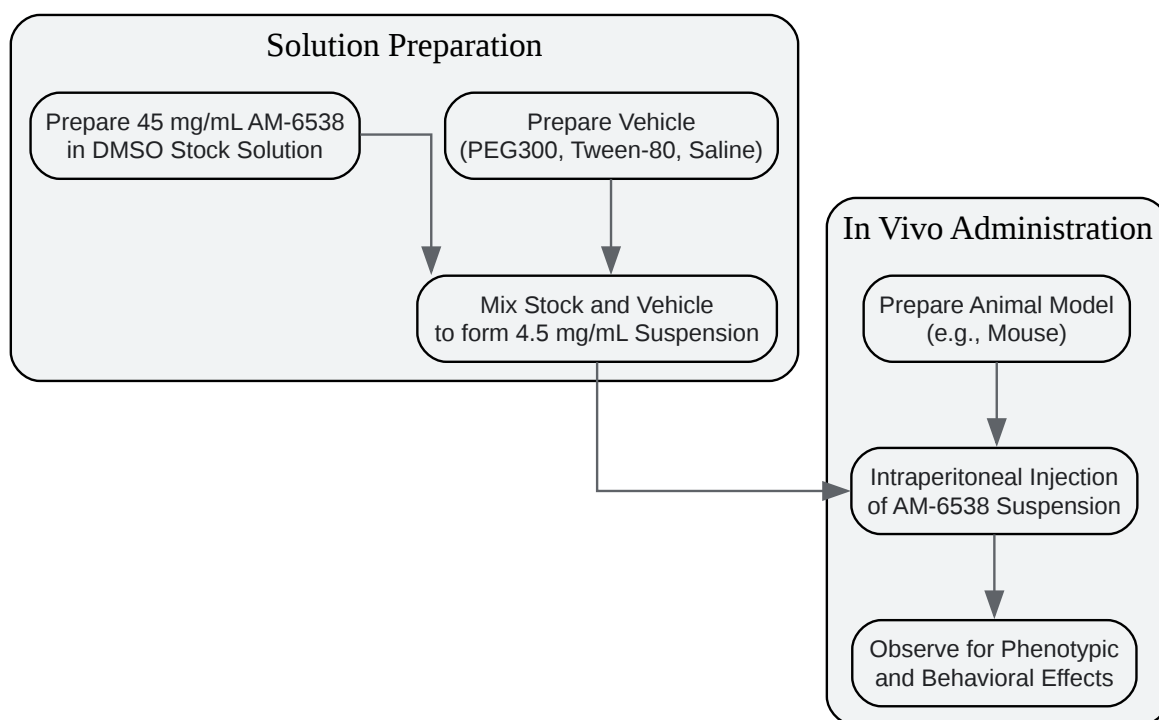 Solution Preparation
Prepare 45 mg/mL AM-6538
in DMSO Stock Solution
Prepare Vehicle
(PEG300, Tween-80, Saline)
Mix Stock and Vehicle
to form 4.5 mg/mL Suspension
In Vivo Administration
Prepare Animal Model
(e.g., Mouse)
Intraperitoneal Injection
of AM-6538 Suspension
Observe for Phenotypic
and Behavioral Effects